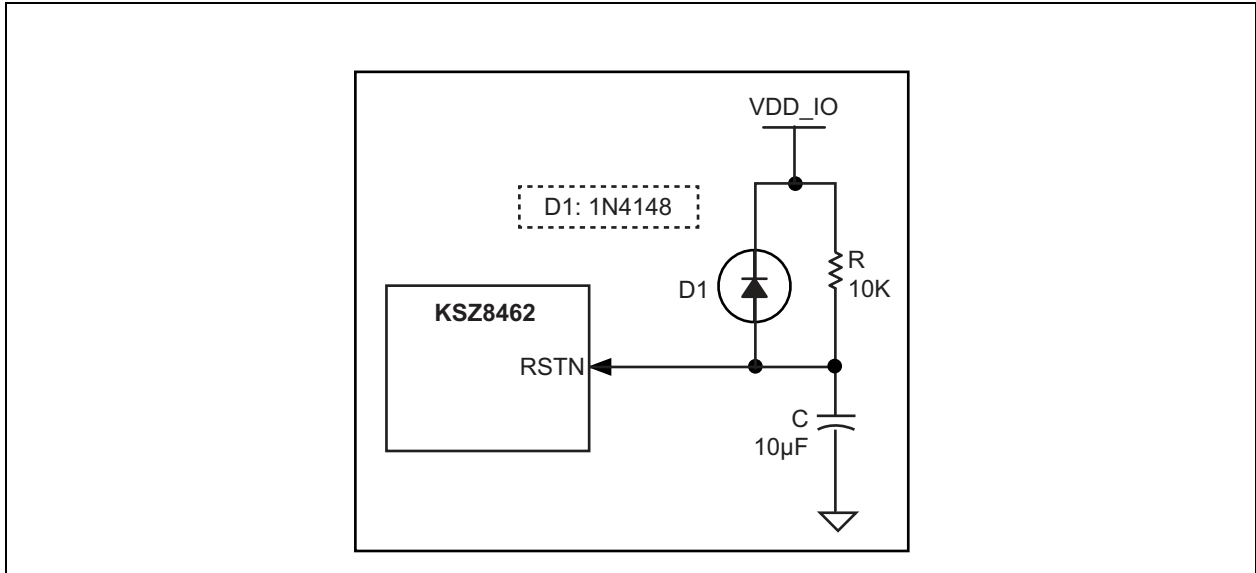 VDD_IO
D1: 1N4148
R
10K
D1
KSZ8462
RSTN
C
10µF